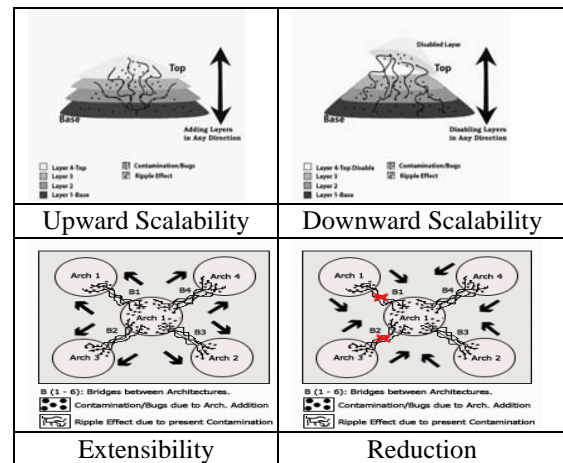 Top
Base
Adding Layers
in Any Direction
Layer 4-Top
Layer 3
Layer 2
Layer 1-Base
Contamination/Bugs
Ripple Effect
Disabled Layer
Top
Base
Disabling Layers
in Any Direction
Layer 4-Top Disable
Layer 3
Layer 2
Layer 1-Base
Contamination/Bugs
Ripple Effect
Upward Scalability
Downward Scalability
Arch 1
Arch 4
B1
B4
Arch 1
B2
B3
Arch 3
Arch 2
B (1 - 6): Bridges between Architectures.
Contamination/Bugs due to Arch. Addition
Ripple Effect due to present Contamination
Arch 1
Arch 4
B1
B4
Arch 1
B2
B3
Arch 3
Arch 2
B (1 - 6): Bridges between Architectures.
Contamination/Bugs due to Arch. Addition
Ripple Effect due to present Contamination
Extensibility
Reduction